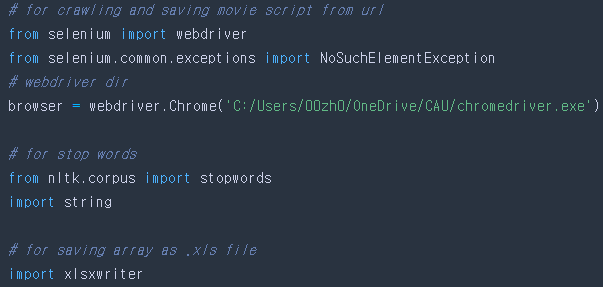 # for crawling and saving movie script from url
from selenium import webdriver
from selenium.common.exceptions import NoSuchElementException
# webdriver dir
browser = webdriver.Chrome('C:/Users/OOzhO/OneDrive/CAU/chromedriver.exe')
# for stop words
from nltk.corpus import stopwords
import string
# for saving array as .xls file
import xlsxwriter